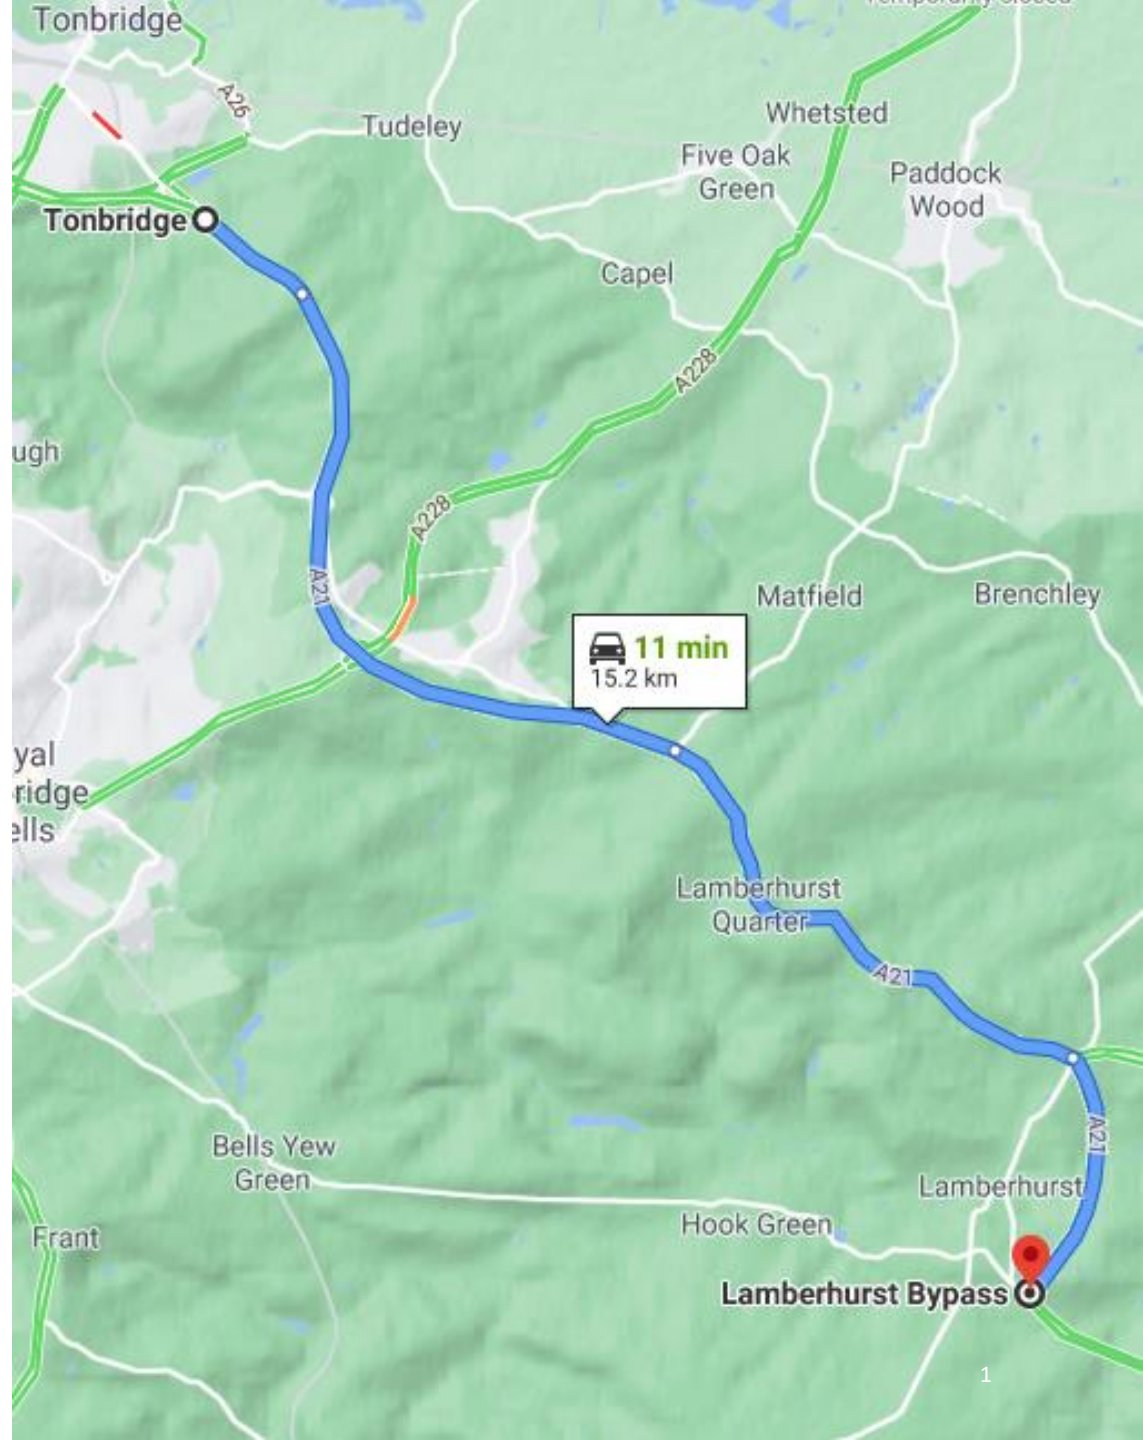 Tonbridge
A26
Tudeley
Whetsted
Five Oak
Green
Paddock
Wood
Tonbridge
Capel
A228
ugh
A228
A21
Matfield
Brenchley
11 min
15.2 km
yal
ridge
ells
Lamberhurst
Quarter
A21
A21
Bells Yew
Green
Lamberhurst
Hook Green
Frant
Lamberhurst Bypass
1